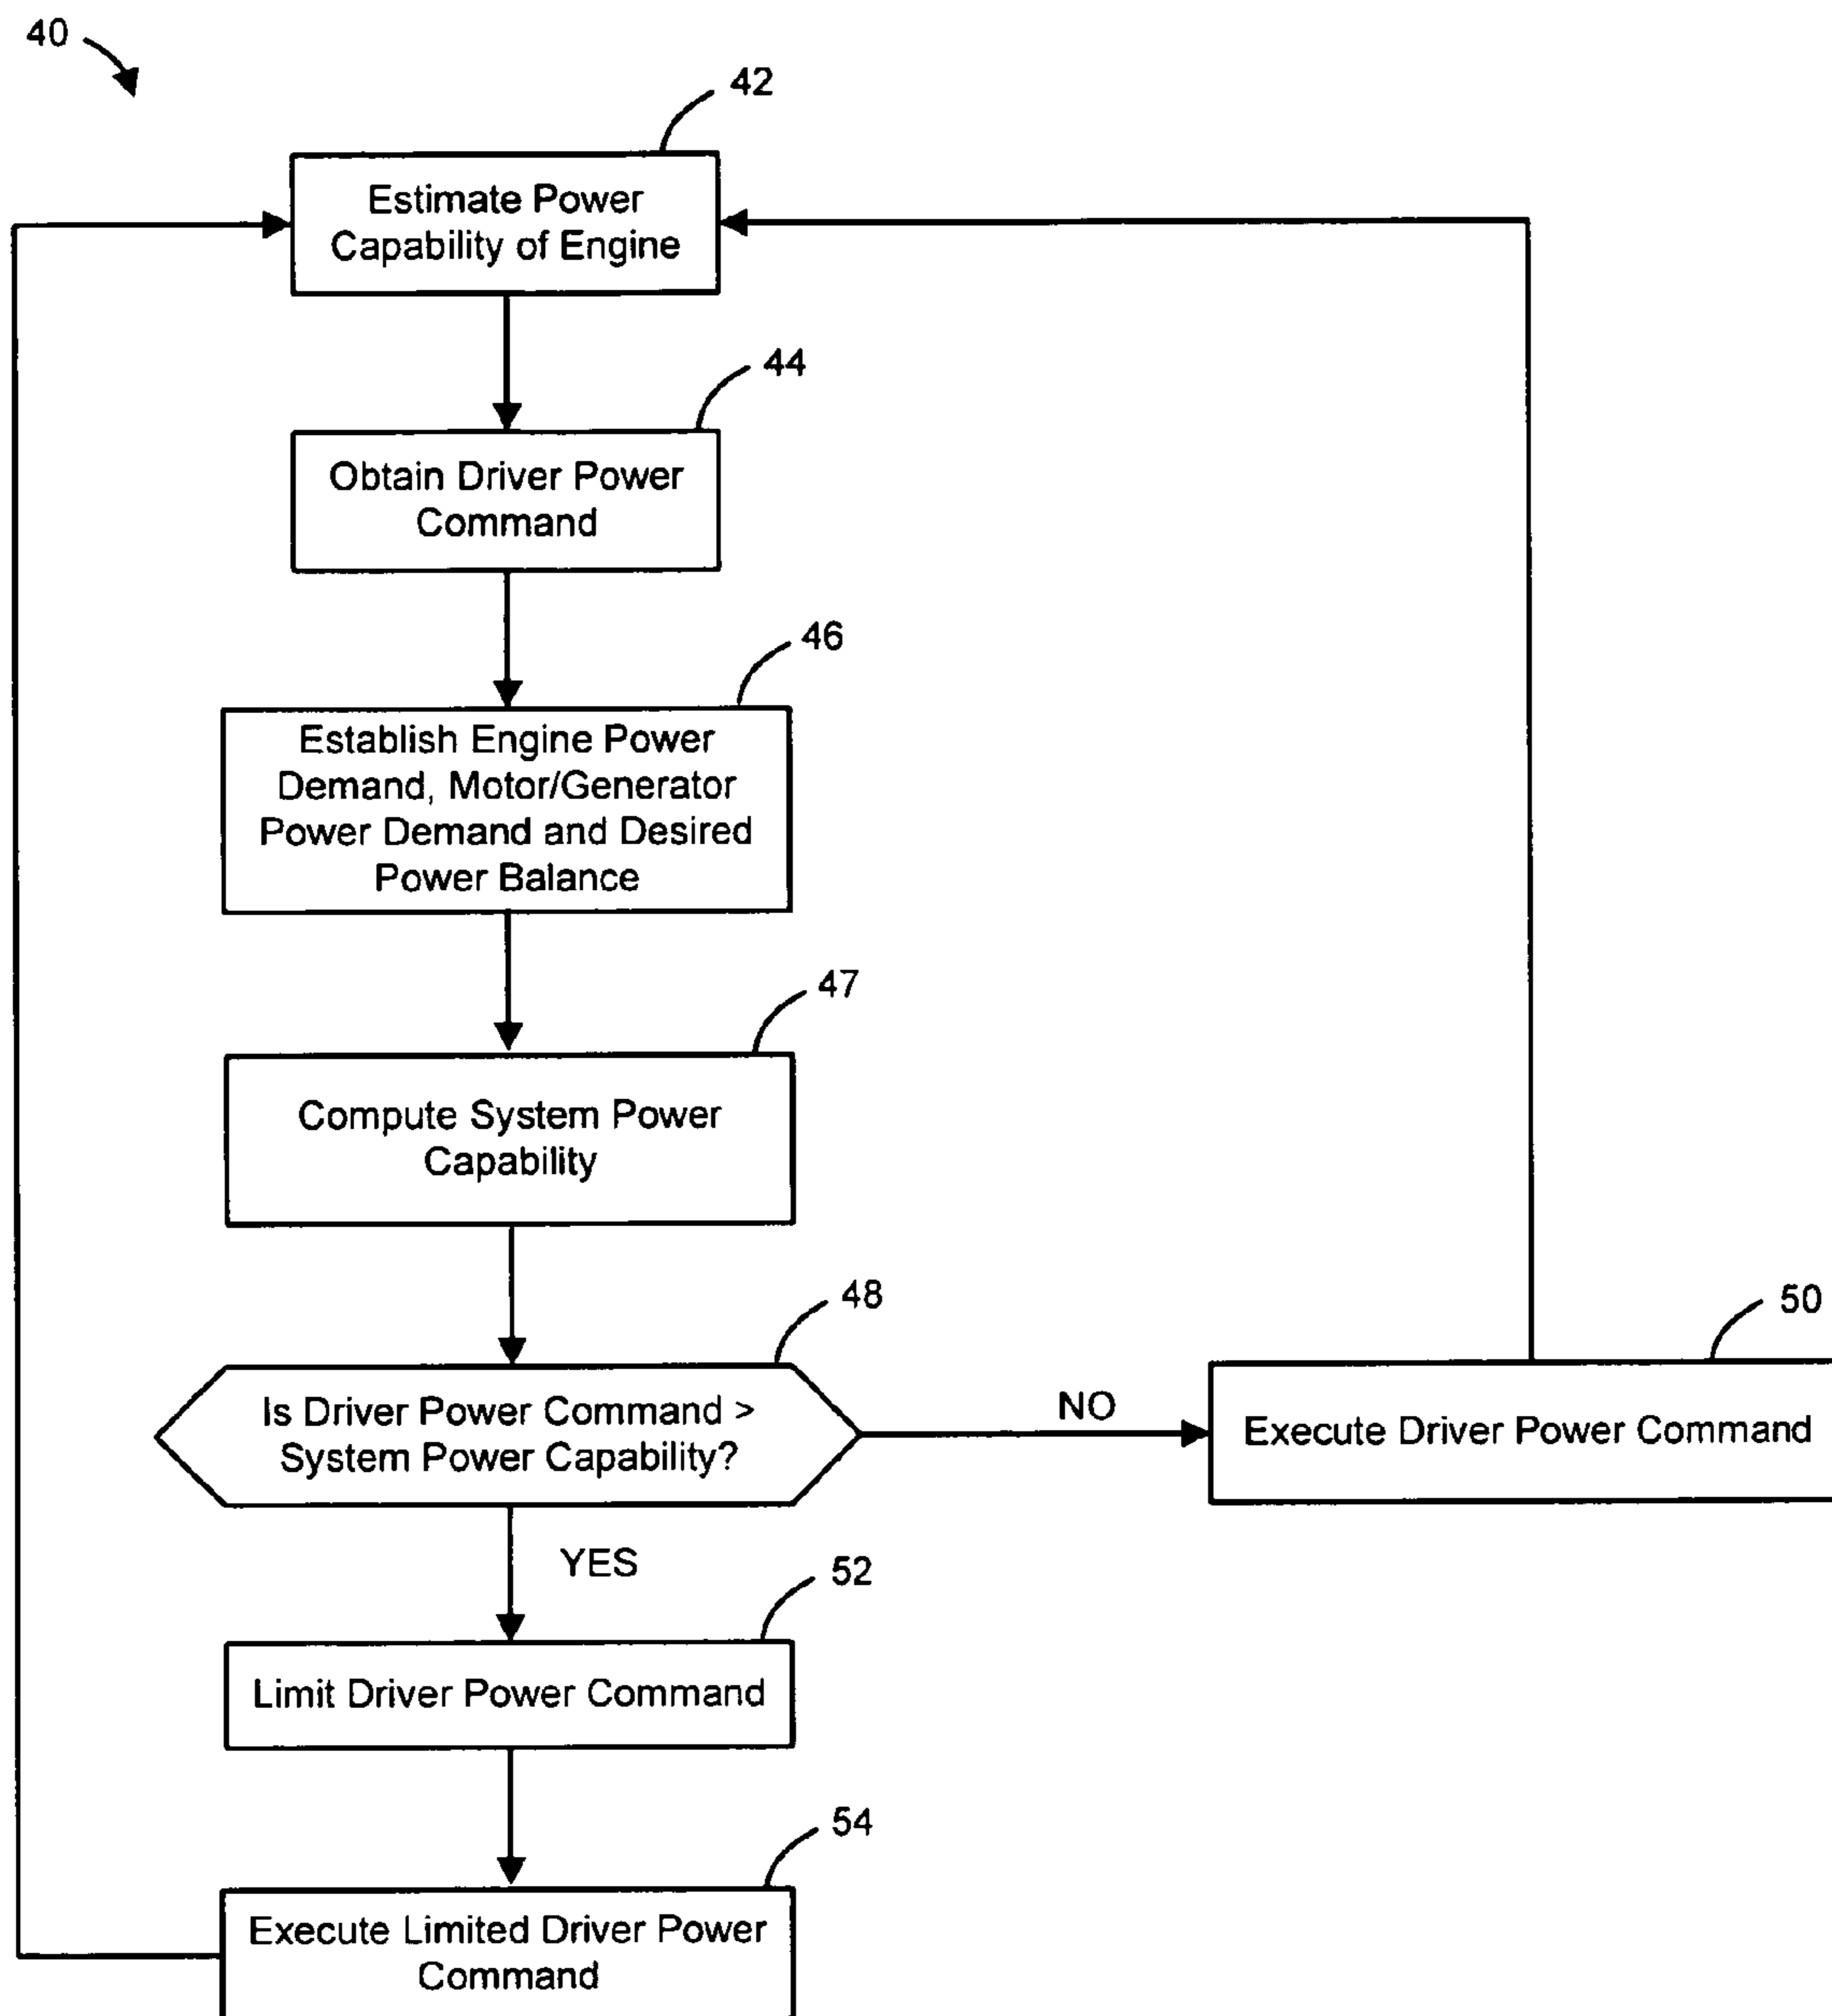 40
42
Estimate Power
Capability of Engine
44
Obtain Driver Power
Command
46
Establish Engine Power
Demand, Motor/Generator
Power Demand and Desired
Power Balance
47
Compute System Power
Capability
48
Is Driver Power Command >
System Power Capability?
NO
50
Execute Driver Power Command
YES
52
Limit Driver Power Command
54
Execute Limited Driver Power
Command